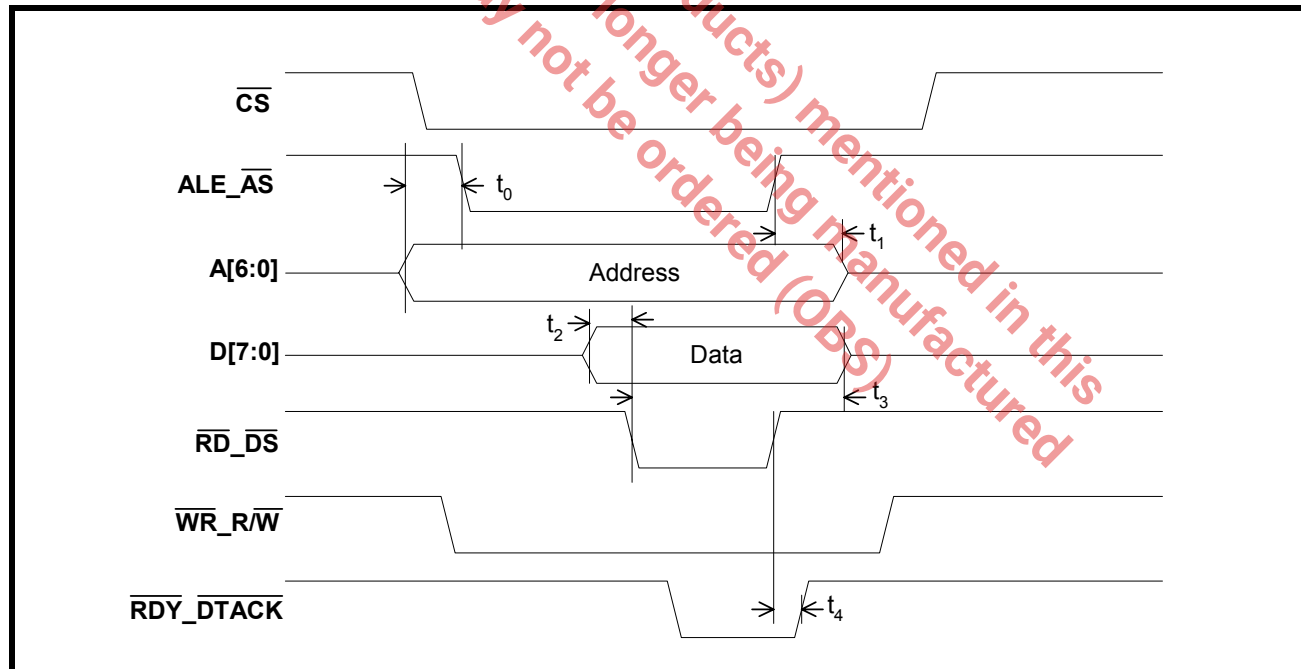 ducts) mentioned in this
longer being manufactured
y not be ordered (OBS)
CS
ALE_AS
t0
t1
A[6:0]
Address
t2
D[7:0]
Data
t3
RD_DS
WR_R/W
RDY_DTACK
t4